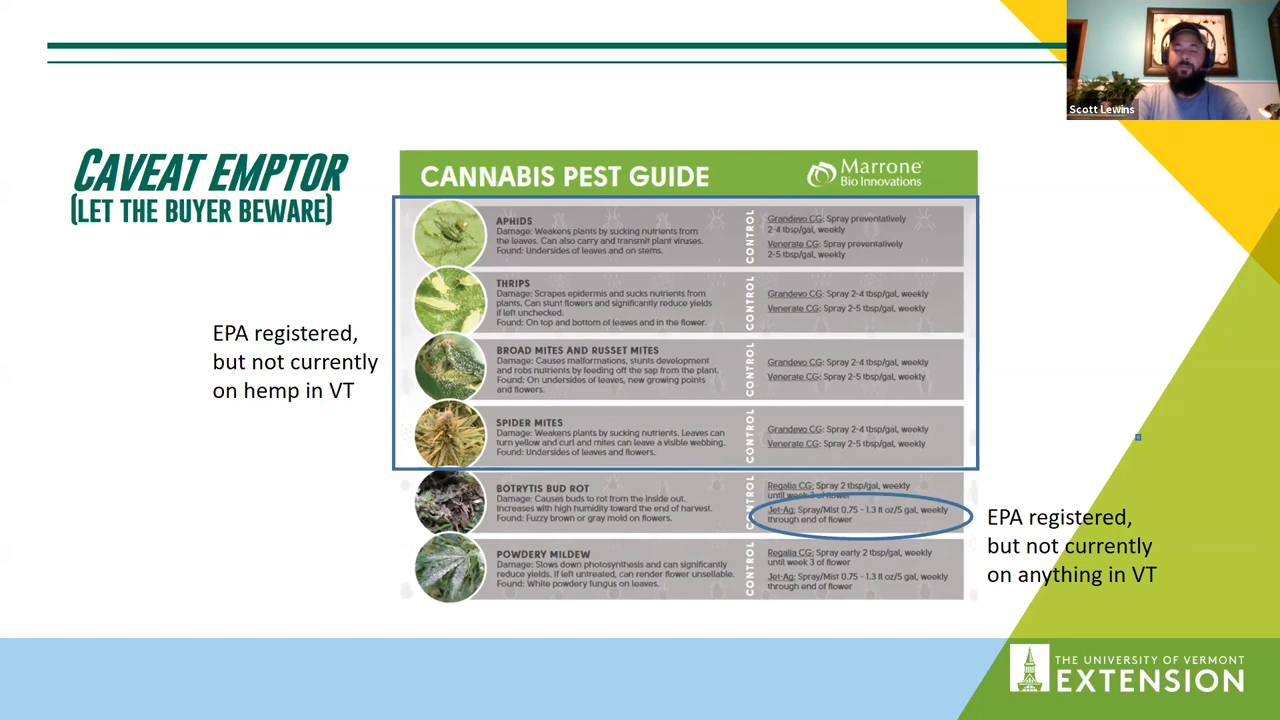 Scott Lewins
CAVEAT EMPTOR
(LET THE BUYER BEWARE)
CANNABIS PEST GUIDE
Marrone
Bio Innovations
APHIDS
Damage: Weakens plants by sucking nutrients from
the leaves. Can also carry and transmit plant viruses.
Found: Undersides of leaves and on stems.
CONTROL
Grandevo CG: Spray preventatively
2-4 tbsp/gal, weekly
Venerate CG: Spray preventatively
2-5 tbsp/gal, weekly
THRIPS
Damage: Scrapes epidermis and sucks nutrients from
plants. Can stunt flowers and significantly reduce yields
if left unchecked.
Found: On top and bottom of leaves and in the flower.
CONTROL
Grandevo CG: Spray 2-4 tbsp/gal, weekly
Venerate CG: Spray 2-5 tbsp/gal, weekly
BROAD MITES AND RUSSET MITES
Damage: Causes malformations, stunts development
and robs nutrients by feeding off the sap from the plant.
Found: On undersides of leaves, new growing points
and flowers.
CONTROL
Grandevo CG: Spray 2-4 tbsp/gal, weekly
Venerate CG: Spray 2-5 tbsp/gal, weekly
SPIDER MITES
Damage: Weakens plants by sucking nutrients. Leaves can
turn yellow and curl and mites can leave a visible webbing.
Found: Undersides of leaves and flowers.
CONTROL
Grandevo CG: Spray 2-4 tbsp/gal, weekly
Venerate CG: Spray 2-5 tbsp/gal, weekly
BOTRYTIS BUD ROT
Damage: Causes buds to rot from the inside out.
Increases with high humidity toward the end of harvest.
Found: Fuzzy brown or gray mold on flowers.
CONTROL
Regalia CG: Spray 2 tbsp/gal, weekly
until week 3 of flower
Jet-Ag: Spray/Mist 0.75 - 1.3 fl oz/5 gal, weekly
through end of flower
POWDERY MILDEW
Damage: Slows down photosynthesis and can significantly
reduce yields. If left untreated, can render flower unsellable.
Found: White powdery fungus on leaves.
CONTROL
Regalia CG: Spray early 2 tbsp/gal, weekly
until week 3 of flower
Jet-Ag: Spray/Mist 0.75 - 1.3 fl oz/5 gal, weekly
through end of flower
EPA registered,
but not currently
on hemp in VT
EPA registered,
but not currently
on anything in VT
THE UNIVERSITY OF VERMONT
EXTENSION